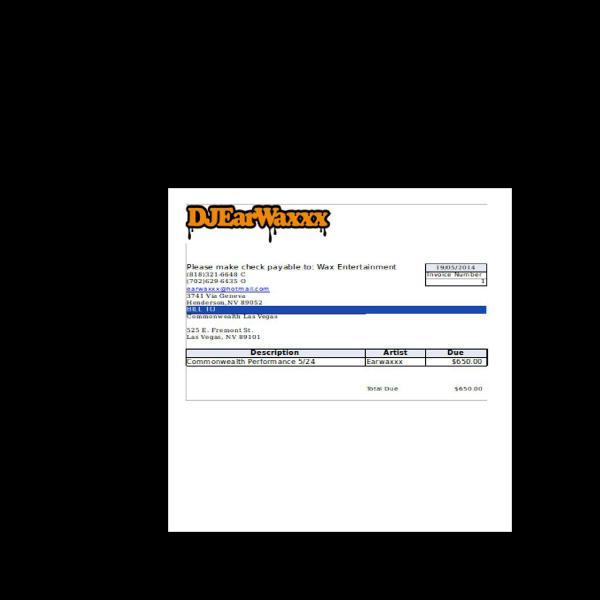 DJEarWaxxx
Please make check payable to: Wax Entertainment
19/05/2014
(818)321-6648 C
Invoice Number
(702)629-6435 O
1
earwaxxx@hotmail.com
3741 Via Geneva
Henderson, NV 89052
BILL TO
Commonwealth Las Vegas
525 E. Fremont St.
Las Vegas, NV 89101
Description Artist Due
Commonwealth Performance 5/24 Earwaxxx $650.00
Total Due $650.00